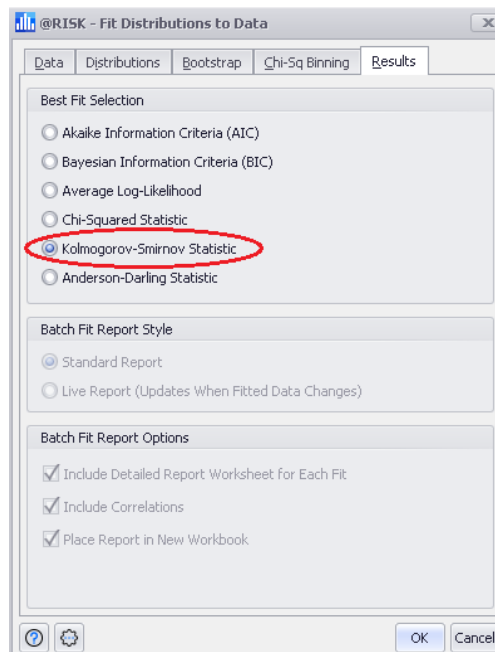 @RISK - Fit Distributions to Data
Data Distributions Bootstrap Chi-Sq Binning Results
Best Fit Selection
Akaike Information Criteria (AIC)
Bayesian Information Criteria (BIC)
Average Log-Likelihood
Chi-Squared Statistic
Kolmogorov-Smirnov Statistic
Anderson-Darling Statistic
Batch Fit Report Style
Standard Report
Live Report (Updates When Fitted Data Changes)
Batch Fit Report Options
Include Detailed Report Worksheet for Each Fit
Include Correlations
Place Report in New Workbook
OK Cancel